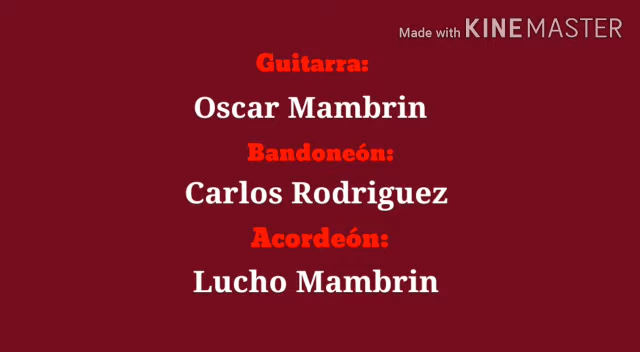 Made with KINEMASTER
Guitarra:
Oscar Mambrin
Bandoneón:
Carlos Rodriguez
Acordeón:
Lucho Mambrin